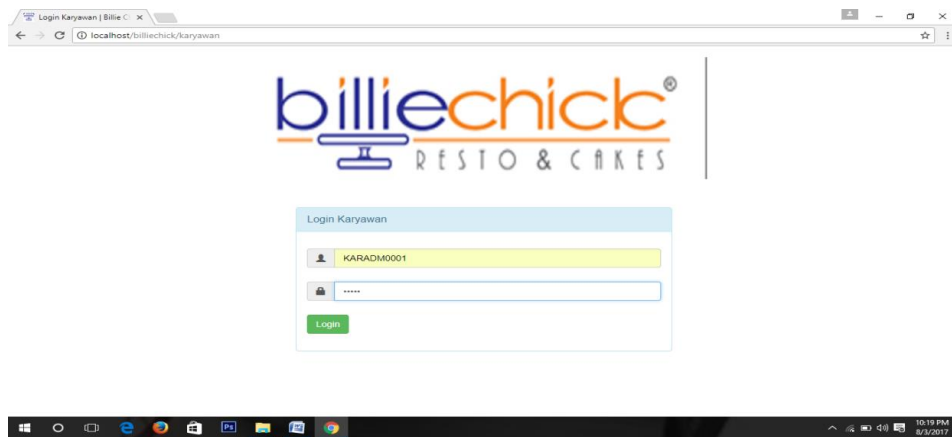 Login Karyawan | Billie C
localhost/billiechick/karyawan
billiechick®
RESTO & CAKES
Login Karyawan
KARADM0001
•••••
Login
Ps
10:19 PM
8/3/2017